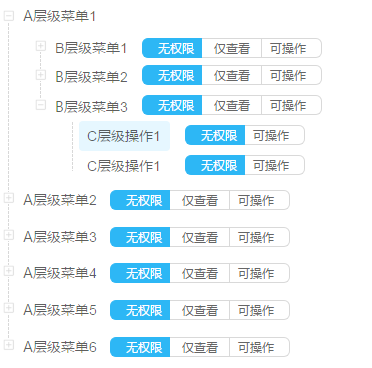 A层级菜单1
B层级菜单1 无权限 仅查看 可操作
B层级菜单2 无权限 仅查看 可操作
B层级菜单3 无权限 仅查看 可操作
C层级操作1 无权限 可操作
C层级操作1 无权限 可操作
A层级菜单2 无权限 仅查看 可操作
A层级菜单3 无权限 仅查看 可操作
A层级菜单4 无权限 仅查看 可操作
A层级菜单5 无权限 仅查看 可操作
A层级菜单6 无权限 仅查看 可操作